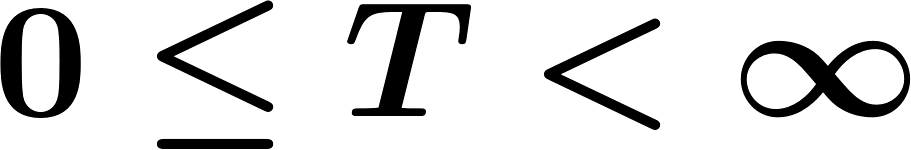 0 ≤ T < ∞